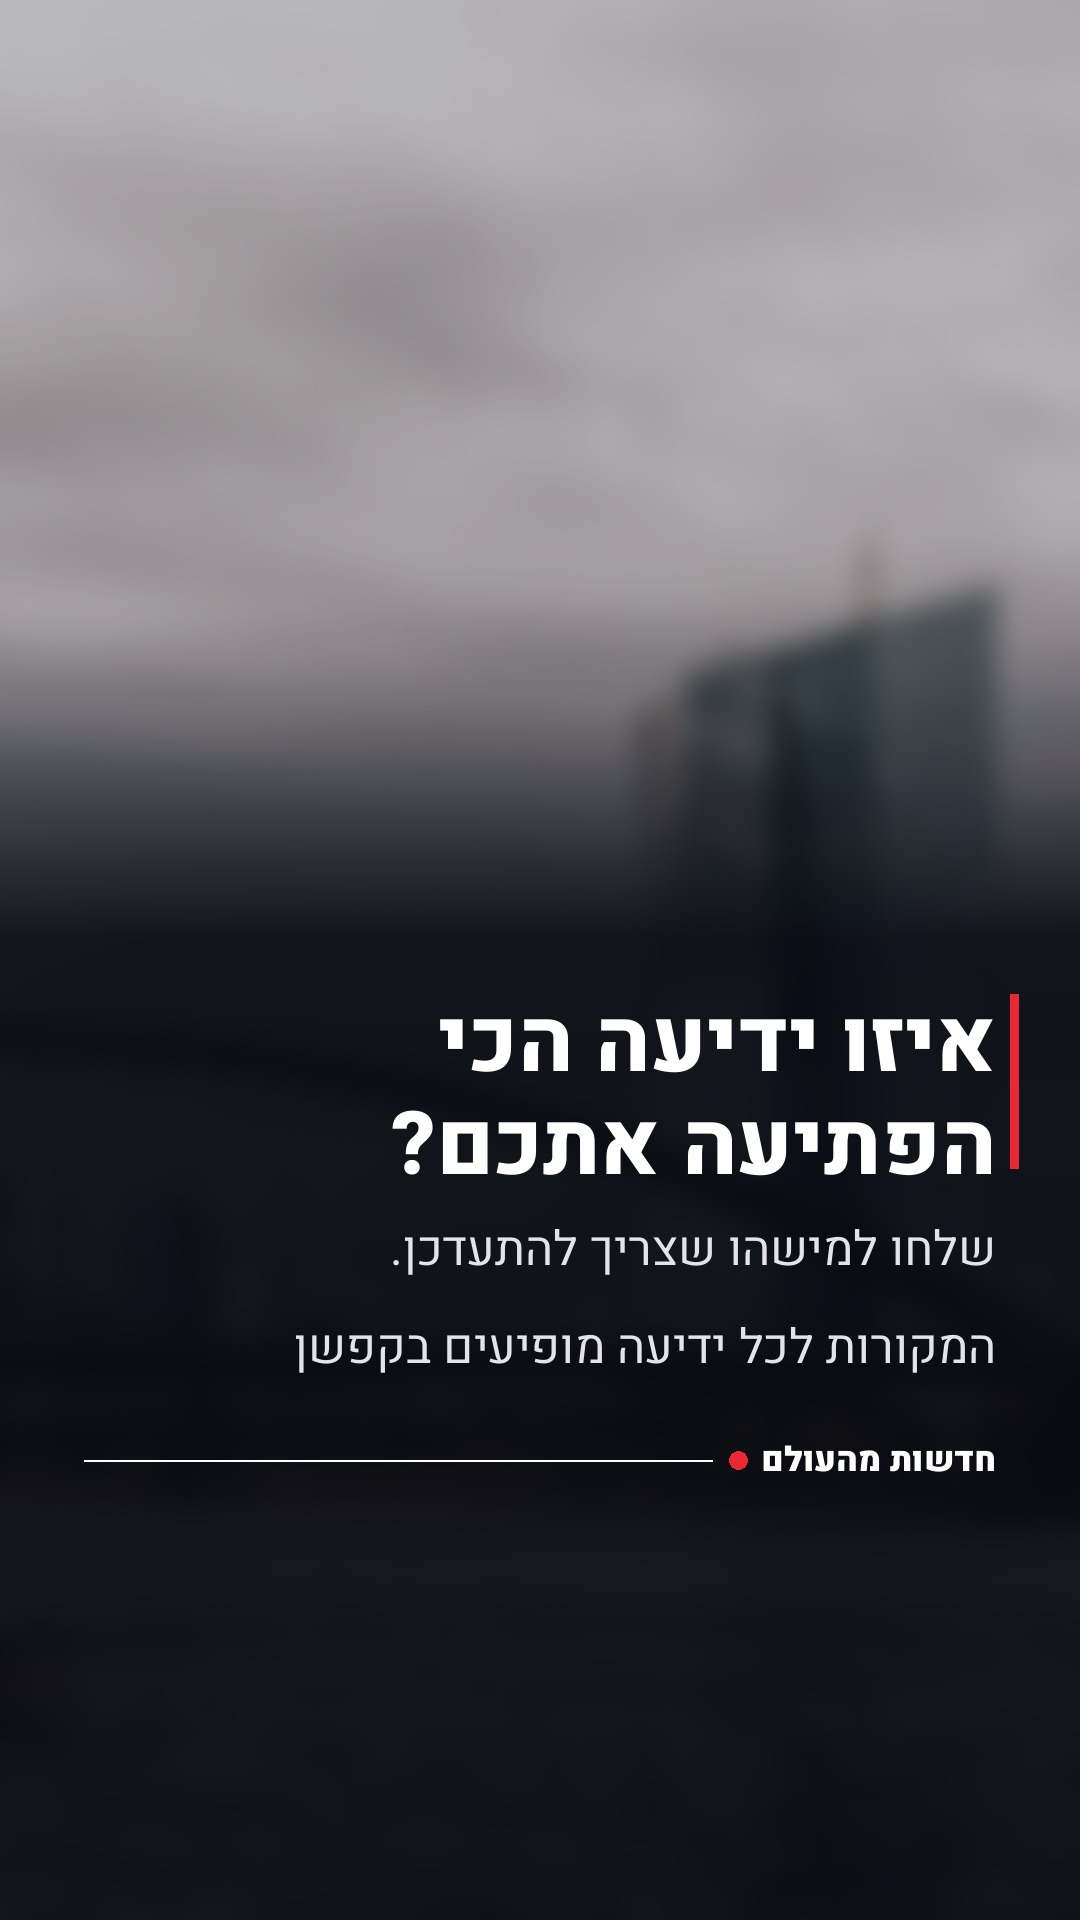 איזו ידיעה הכי
הפתיעה אתכם?
שלחו למישהו שצריך להתעדכן.
המקורות לכל ידיעה מופיעים בקפשן
חדשות מהעולם